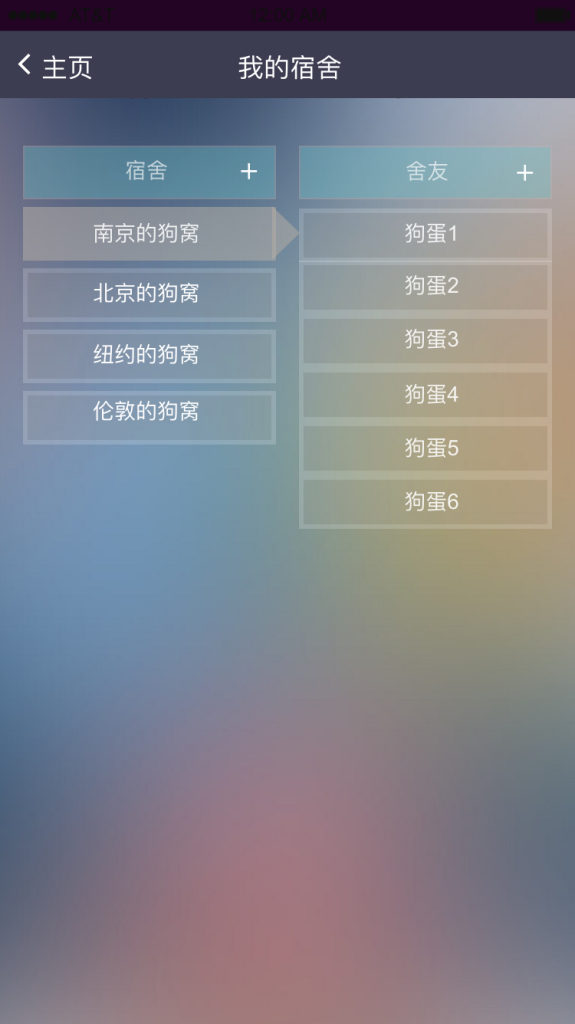 主页
我的宿舍
宿舍 +
南京的狗窝
北京的狗窝
纽约的狗窝
伦敦的狗窝
舍友 +
狗蛋1
狗蛋2
狗蛋3
狗蛋4
狗蛋5
狗蛋6